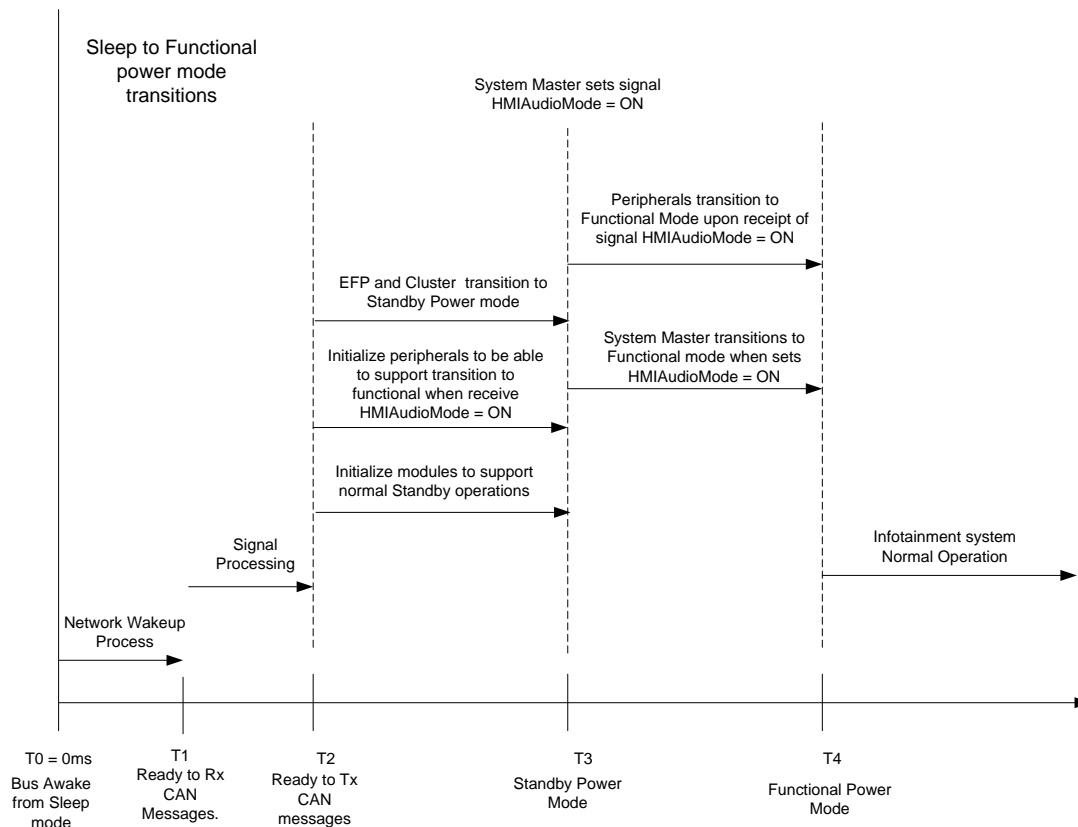 Sleep to Functional
power mode
transitions
System Master sets signal
HMIAudioMode = ON
Peripherals transition to
Functional Mode upon receipt of
signal HMIAudioMode = ON
EFP and Cluster transition to
Standby Power mode
System Master transitions to
Functional mode when sets
HMIAudioMode = ON
Initialize peripherals to be able
to support transition to
functional when receive
HMIAudioMode = ON
Initialize modules to support
normal Standby operations
Signal
Processing
Infotainment system
Normal Operation
Network Wakeup
Process
T0 = 0ms
Bus Awake
from Sleep
mode
T1
Ready to Rx
CAN
Messages.
T2
Ready to Tx
CAN
messages
T3
Standby Power
Mode
T4
Functional Power
Mode